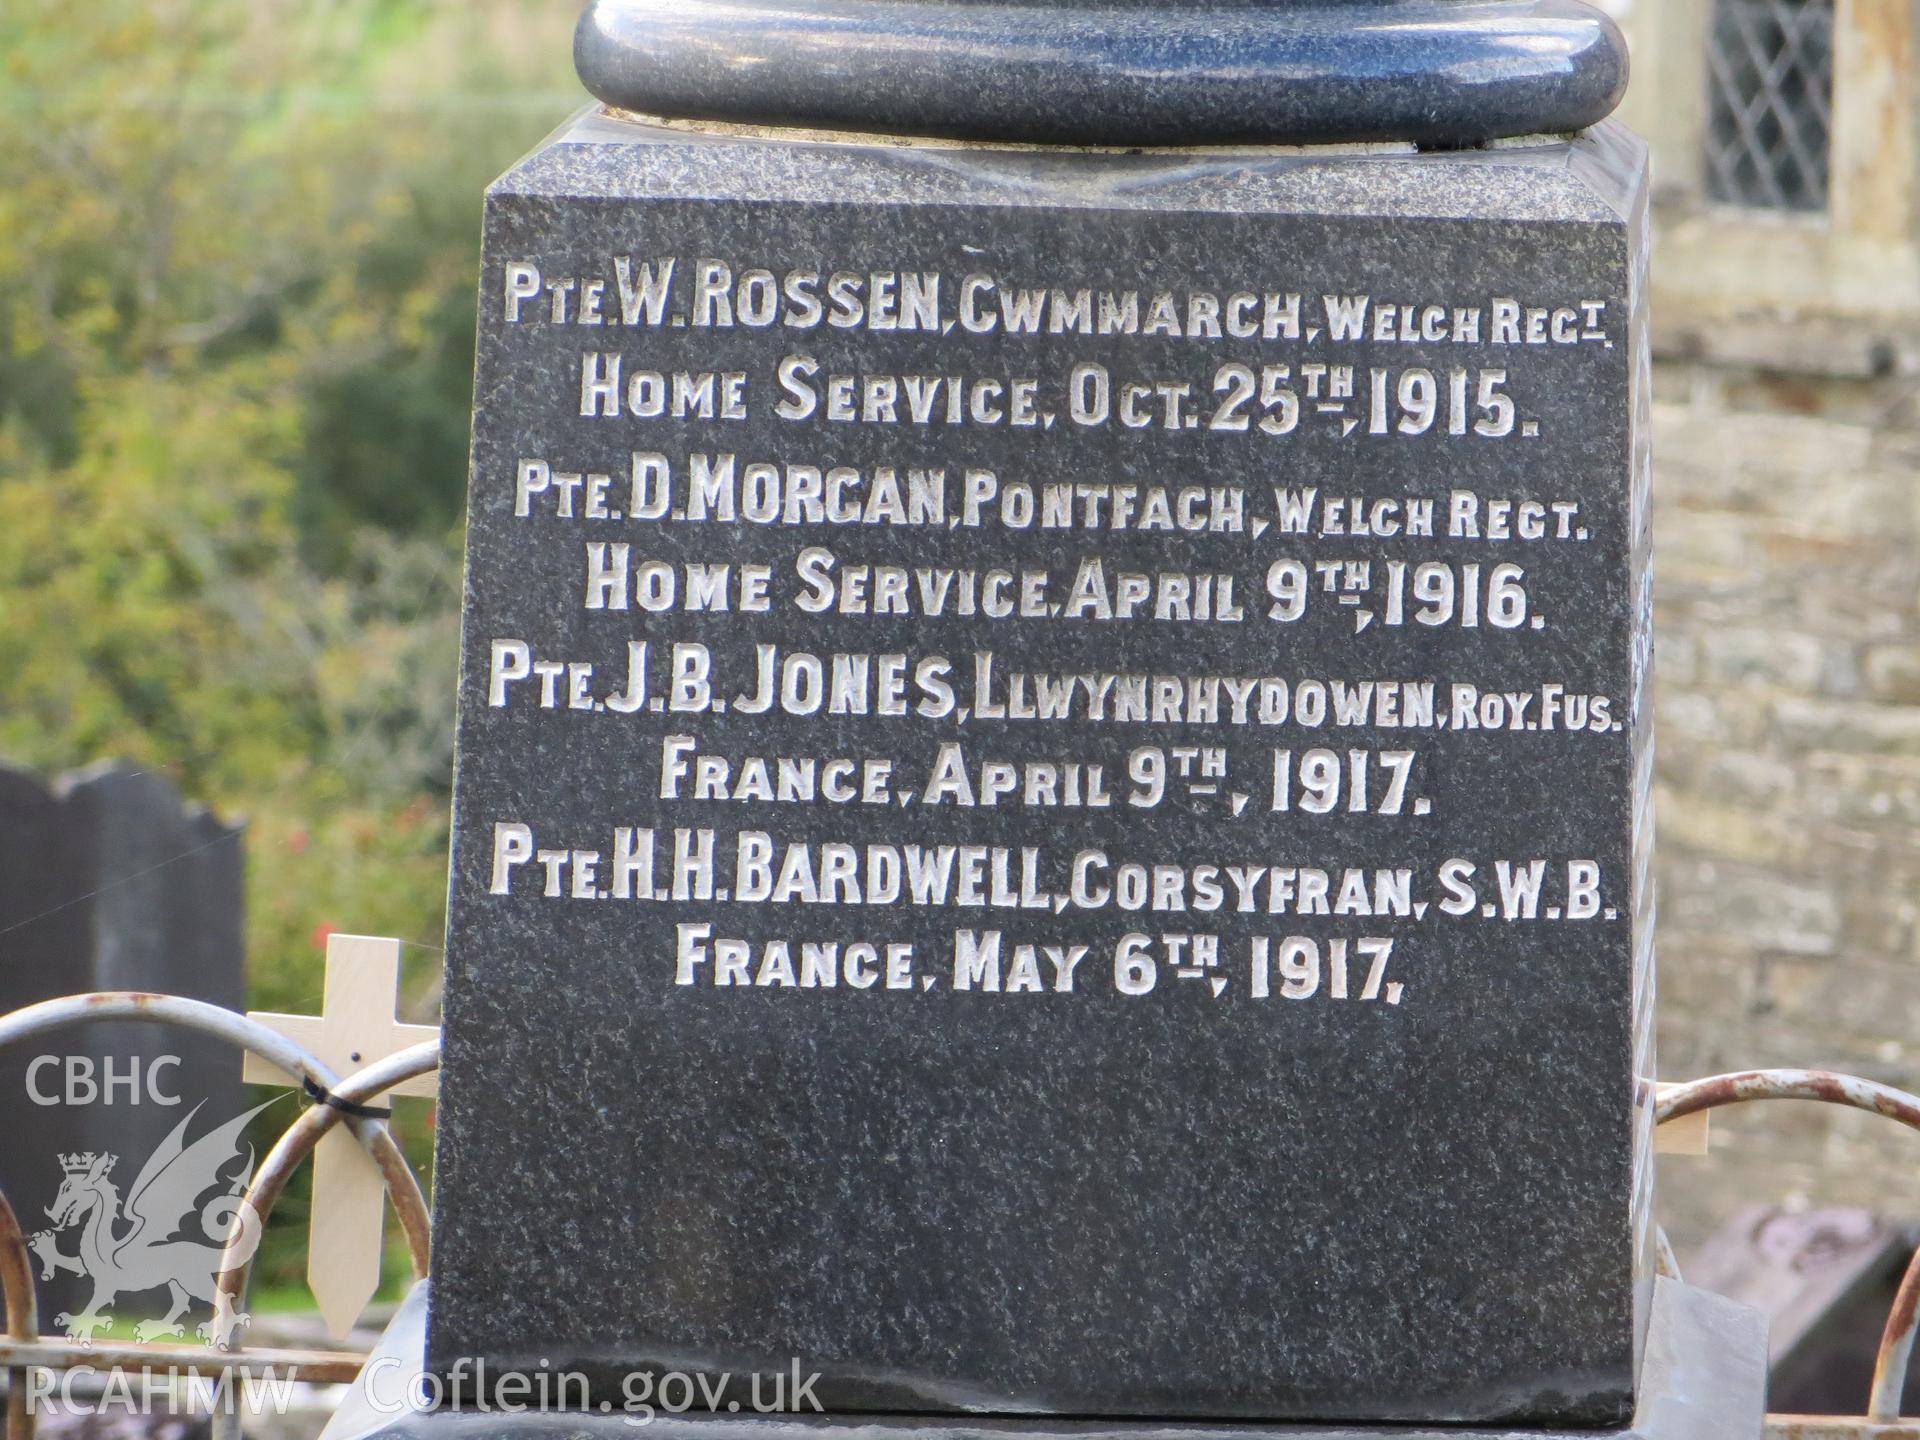 PTE. W. ROSSEN, CWMMARCH, WELCH REGT.
HOME SERVICE, OCT. 25TH, 1915.
PTE. D. MORGAN, PONTFACH, WELCH REGT.
HOME SERVICE, APRIL 9TH, 1916.
PTE. J. B. JONES, LLWYNRHYDOWEN, ROY. FUS.
FRANCE, APRIL 9TH, 1917.
PTE. H. H. BARDWELL, CORSYFRAN, S.W.B.
FRANCE, MAY 6TH, 1917.
CBHC
RCAHMW Coflein.gov.uk